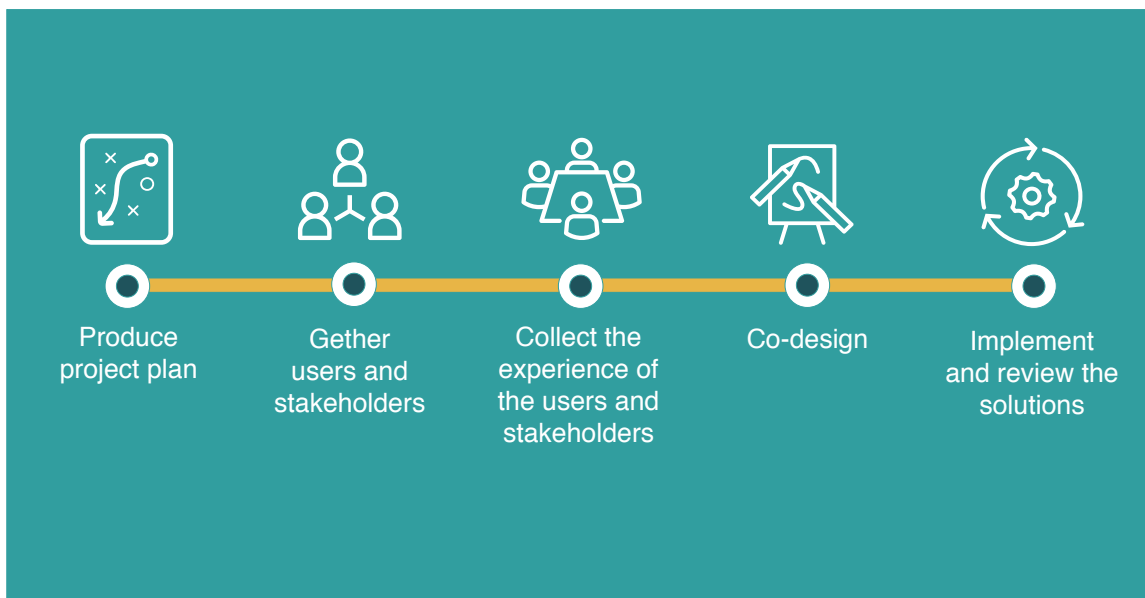 Produce
project plan
Gether
users and
stakeholders
Collect the
experience of
the users and
stakeholders
Co-design
Implement
and review the
solutions